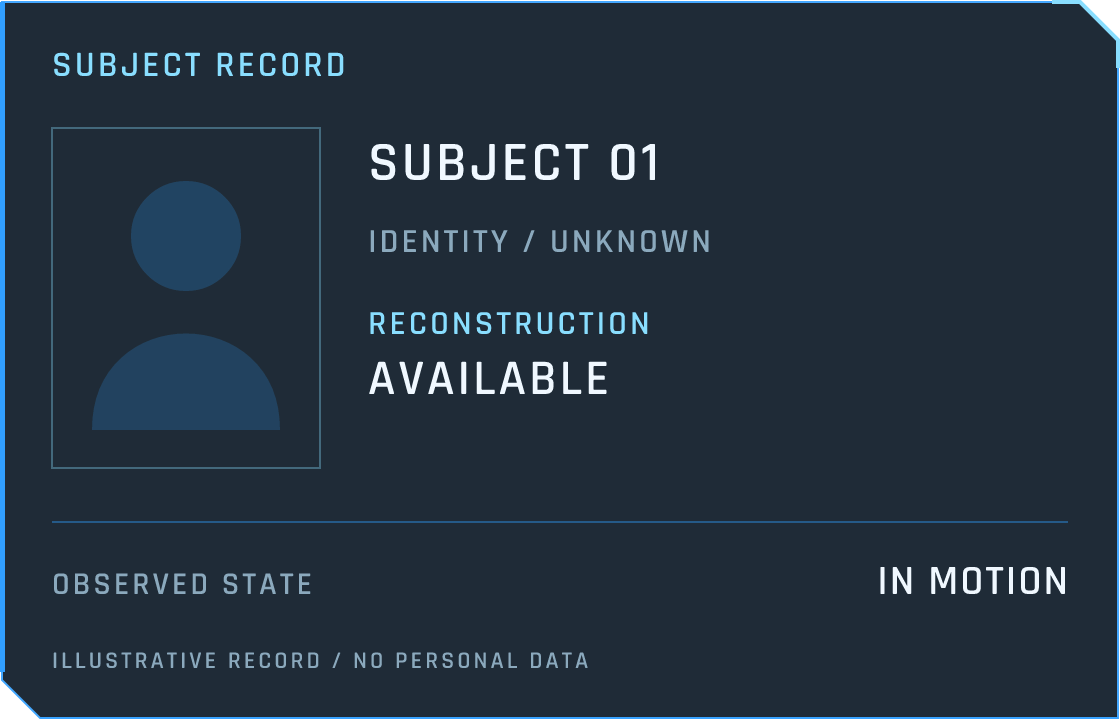 SUBJECT RECORD
SUBJECT 01
IDENTITY / UNKNOWN
RECONSTRUCTION
AVAILABLE
OBSERVED STATE
IN MOTION
ILLUSTRATIVE RECORD / NO PERSONAL DATA